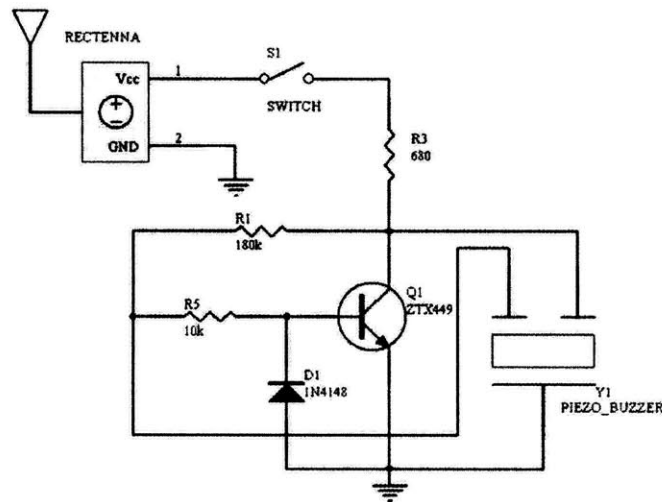 RECTENNA
Vcc
1
S1
SWITCH
GND
2
R3
680
R1
180k
Q1
ZTX449
R5
10k
D1
1N4148
Y1
PIEZO_BUZZER